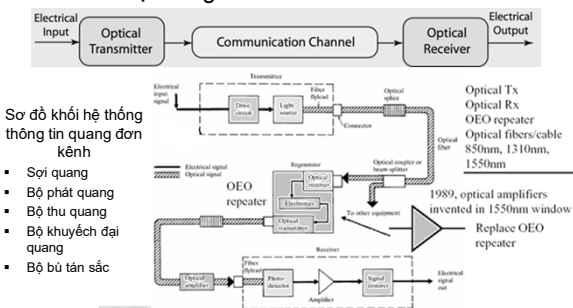 Electrical
Input
Optical
Transmitter
Communication Channel
Optical
Receiver
Electrical
Output
Sơ đồ khối hệ thống
thông tin quang đơn
kênh
▪ Sợi quang
▪ Bộ phát quang
▪ Bộ thu quang
▪ Bộ khuyếch đại
quang
▪ Bộ bù tán sắc
Transmitter
Electrical
input
signal
Drive
circuit
Light
source
Fiber
flylead
Connector
Optical
splice
Optical
fiber
Optical Tx
Optical Rx
OEO repeater
Optical fibers/cable
850nm, 1310nm,
1550nm
Electrical signal
Optical signal
OEO
repeater
Regenerator
Optical
receiver
Electronics
Optical
transmitter
Optical coupler or
beam splitter
To other equipment
1989, optical amplifiers
invented in 1550nm window
Replace OEO
repeater
Receiver
Optical
amplifier
Fiber
flylead
Photo-
detector
Amplifier
Signal
restorer
Electrical
signal
out